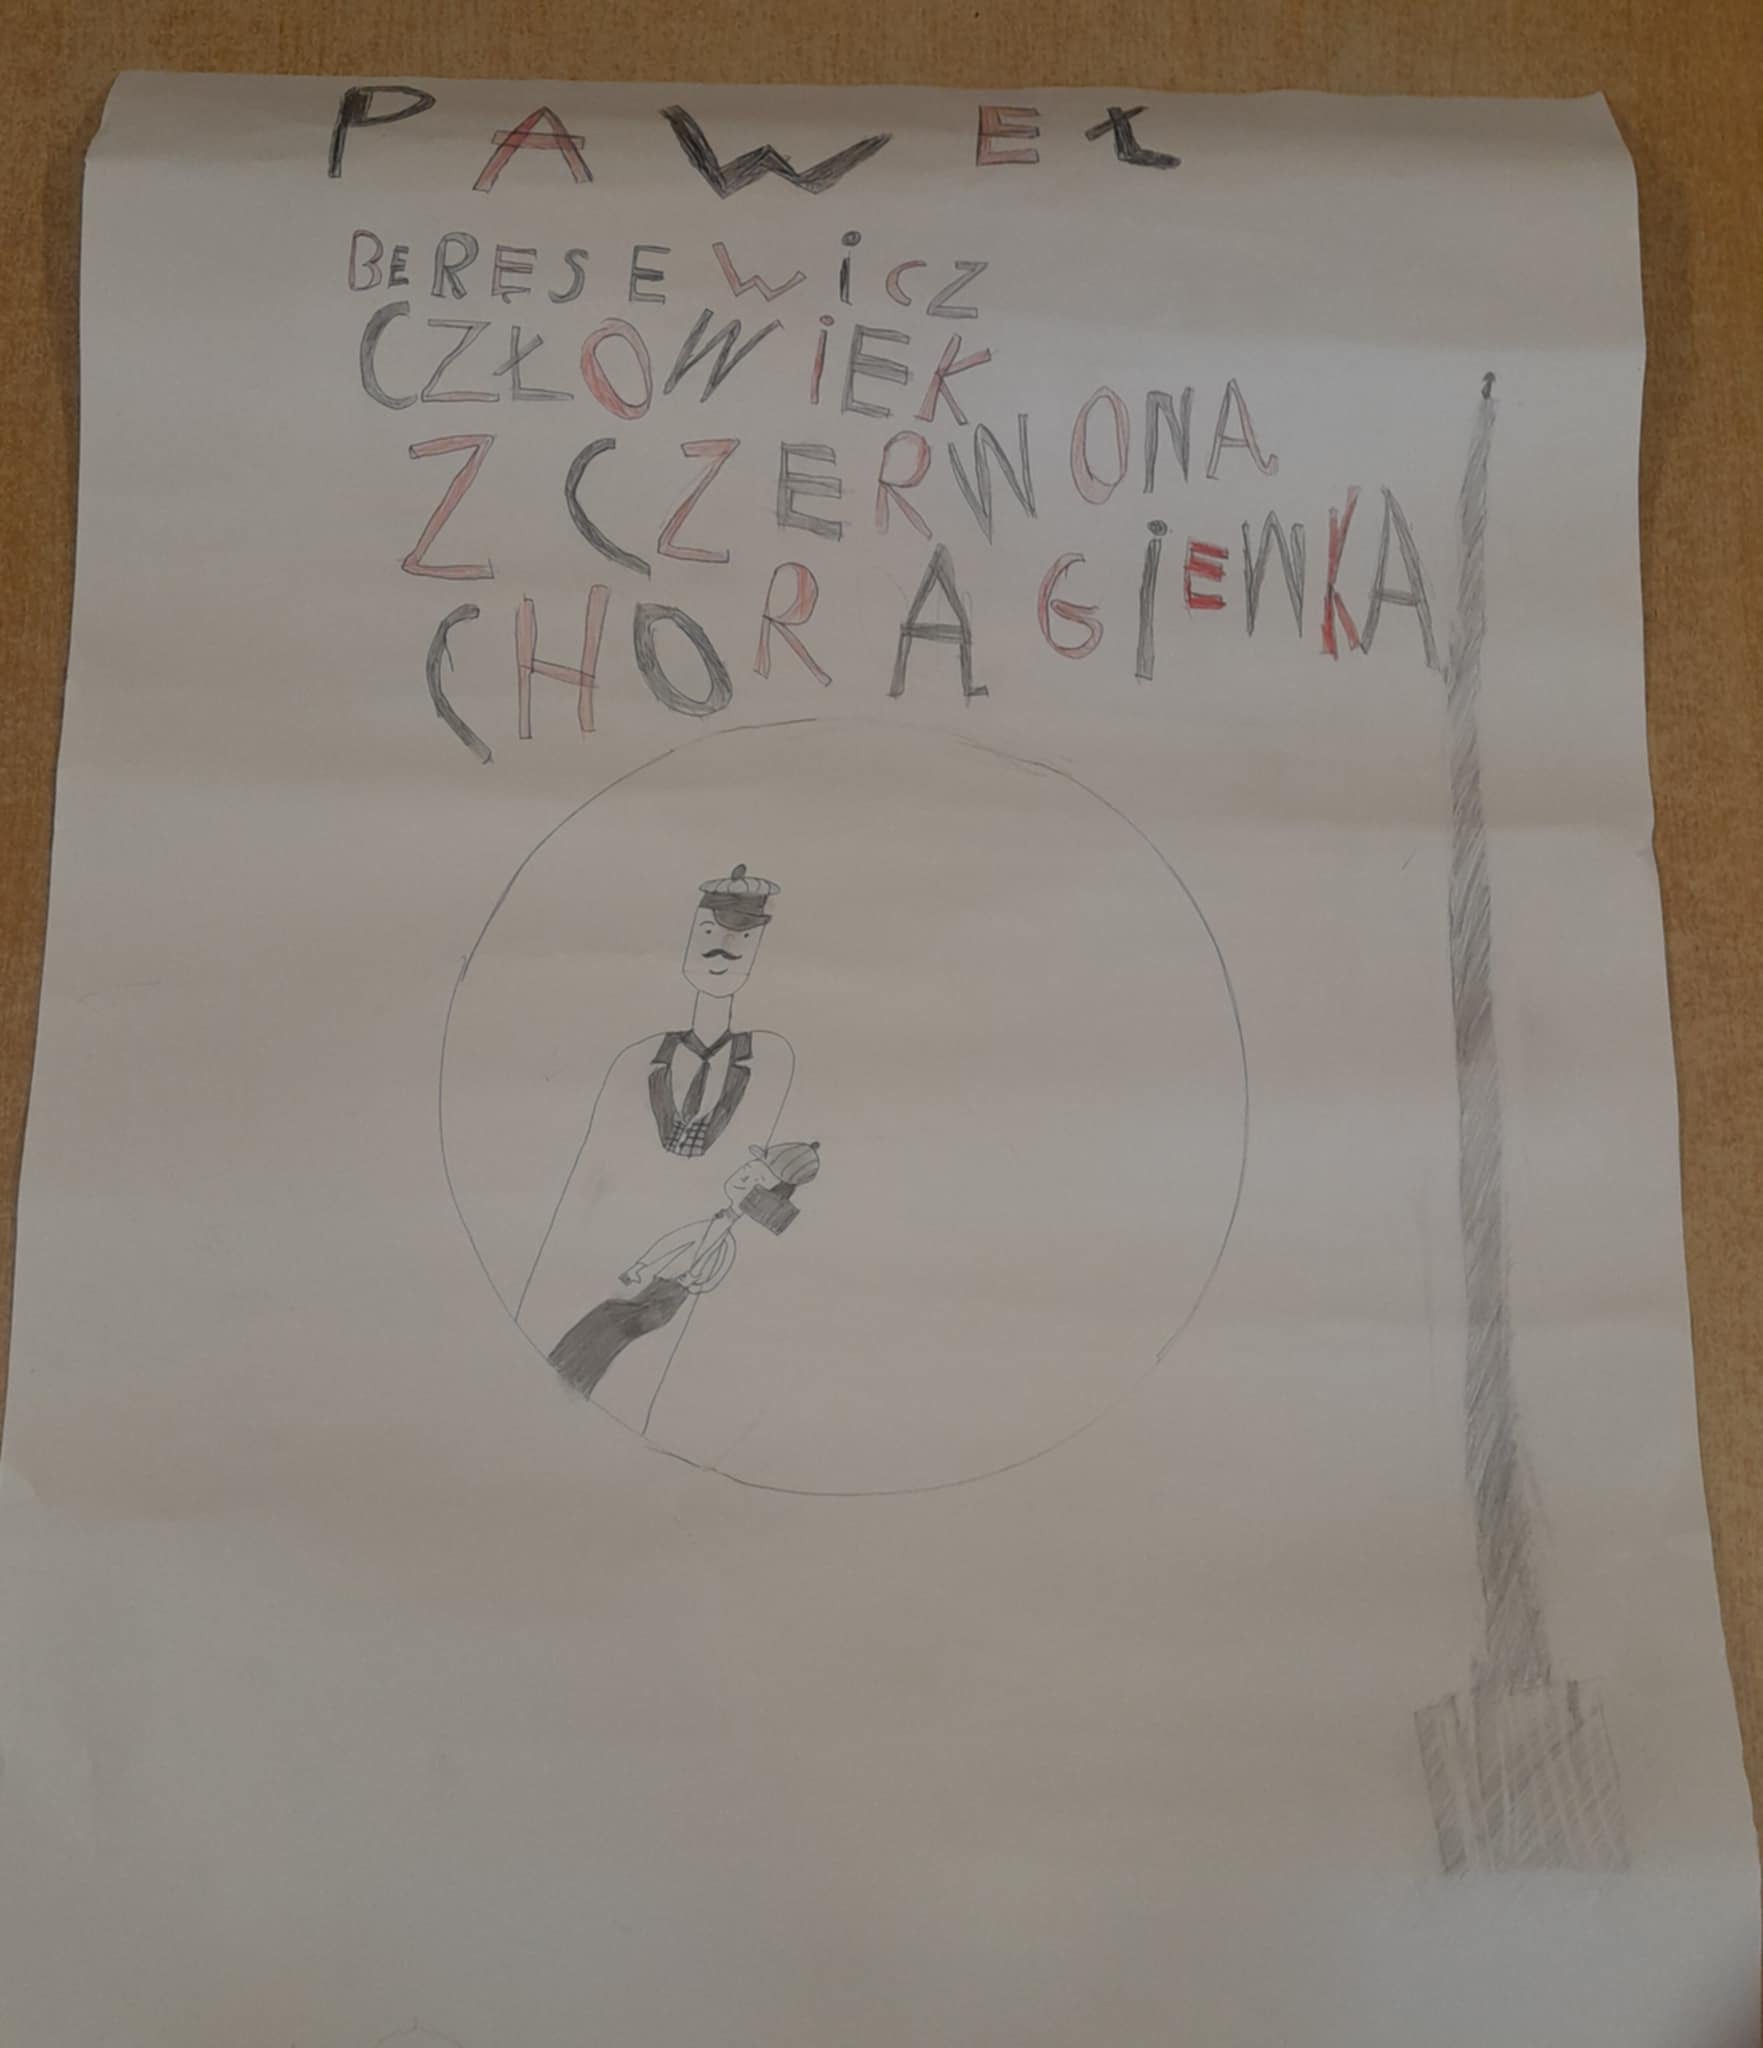 PAWEŁ
BERĘSEWICZ
CZŁOWIEK
Z CZERWONĄ
CHORĄGIEWKĄ